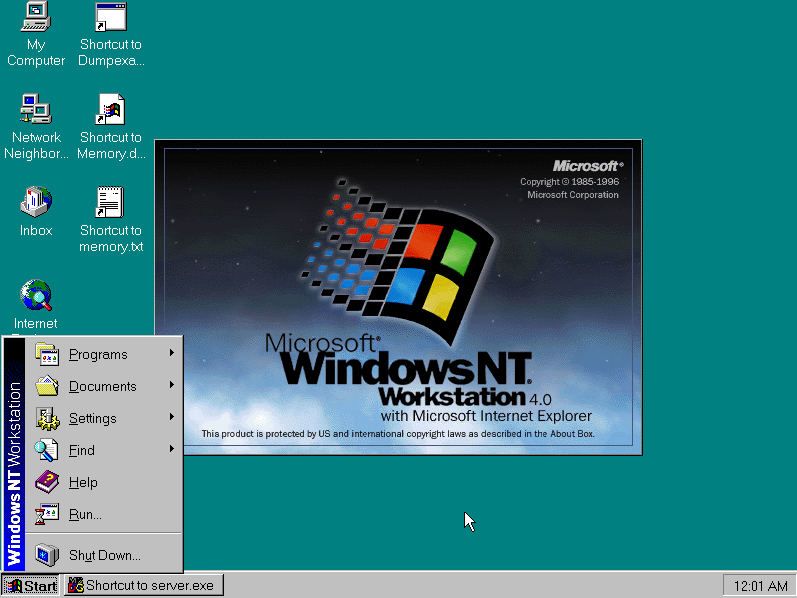 My
Computer
Shortcut to
Dumpexa...
Network
Neighbor...
Shortcut to
Memory.d...
Inbox
Shortcut to
memory.txt
Internet
Microsoft®
Copyright © 1985-1996
Microsoft Corporation
Microsoft®
Windows NT®
Workstation 4.0
with Microsoft Internet Explorer
This product is protected by US and international copyright laws as described in the About Box.
Windows NT Workstation
Programs
Documents
Settings
Find
Help
Run...
Shut Down...
Start
Shortcut to server.exe
12:01 AM